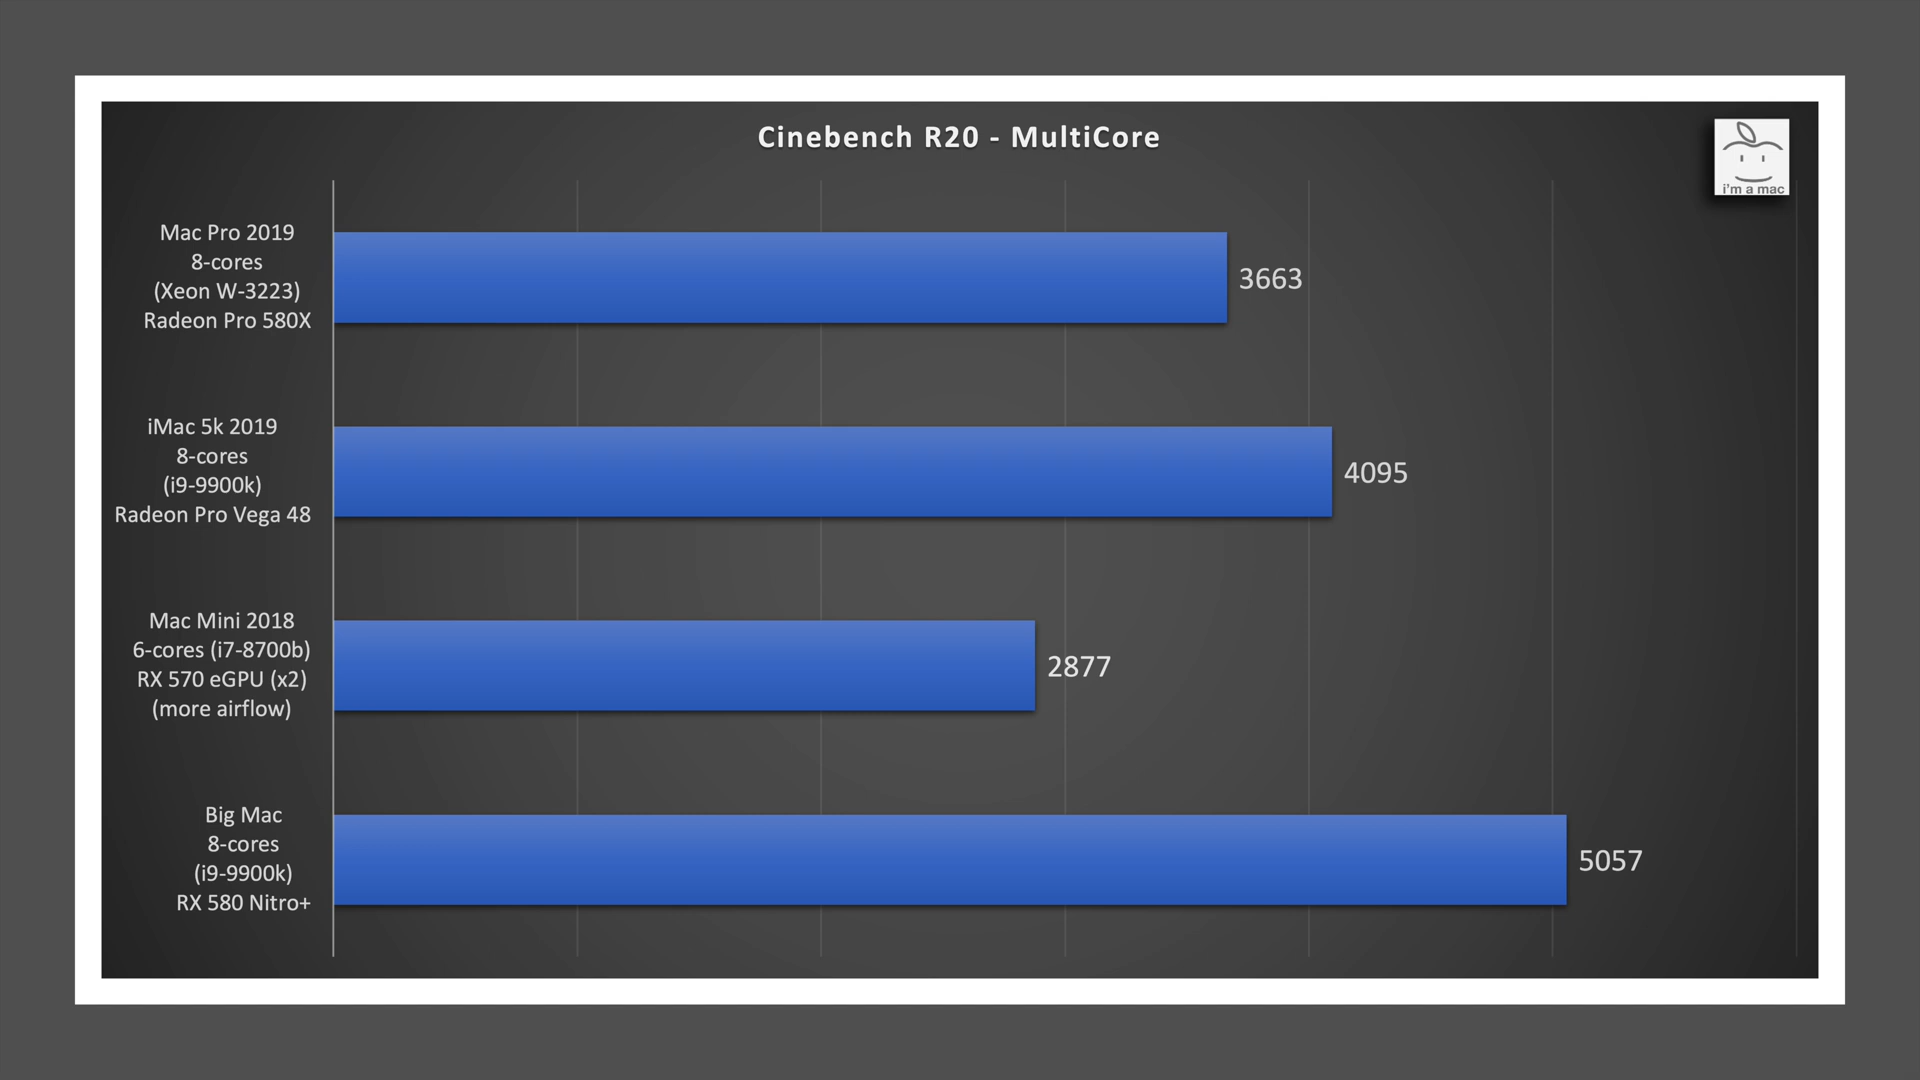 Cinebench R20 - MultiCore
i'm a mac
Mac Pro 2019
8-cores
(Xeon W-3223)
Radeon Pro 580X
3663
iMac 5k 2019
8-cores
(i9-9900k)
Radeon Pro Vega 48
4095
Mac Mini 2018
6-cores (i7-8700b)
RX 570 eGPU (x2)
(more airflow)
2877
Big Mac
8-cores
(i9-9900k)
RX 580 Nitro+
5057